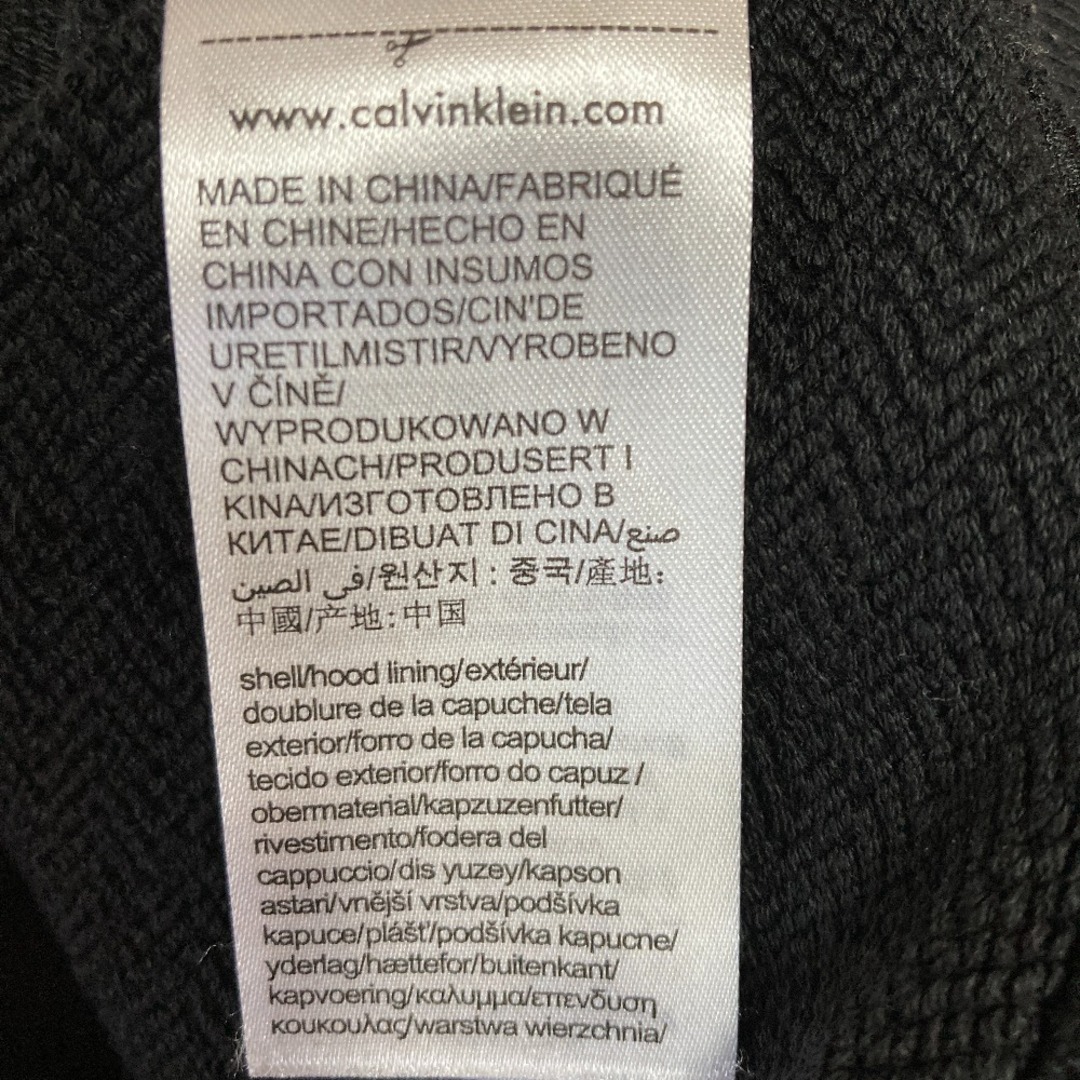 www.calvinklein.com
MADE IN CHINA/FABRIQUÉ
EN CHINE/HECHO EN
CHINA CON INSUMOS
IMPORTADOS/CIN'DE
URETILMISTIR/VYROBENO
V ČÍNĚ/
WYPRODUKOWANO W
CHINACH/PRODUSERT I
KINA/ИЗГОТОВЛЕНО В
КИТАЕ/DIBUAT DI CINA/صنع
في الصين/원산지 : 중국/產地:
中國/产地:中国
shell/hood lining/extérieur/
doublure de la capuche/tela
exterior/forro de la capucha/
tecido exterior/forro do capuz /
obermaterial/kapzuzenfutter/
rivestimento/fodera del
cappuccio/dis yuzey/kapson
astari/vnější vrstva/podšívka
kapuce/plášť/podšívka kapucne/
yderlag/hættefor/buitenkant/
kapvoering/καλυμμα/επενδυση
κουκουλας/warstwa wierzchnia/